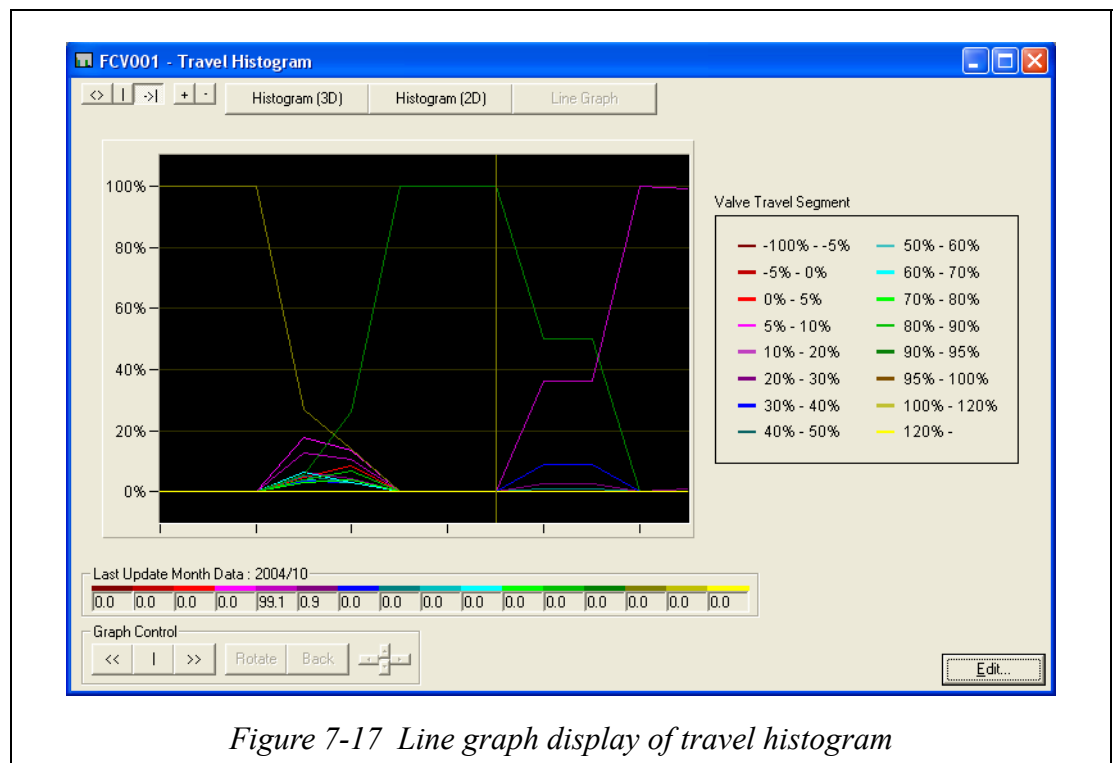 FCV001 - Travel Histogram
<> | ->| + - Histogram (3D) Histogram (2D) Line Graph
100%
80%
60%
40%
20%
0%
Valve Travel Segment
-100% - -5% 50% - 60%
-5% - 0% 60% - 70%
0% - 5% 70% - 80%
5% - 10% 80% - 90%
10% - 20% 90% - 95%
20% - 30% 95% - 100%
30% - 40% 100% - 120%
40% - 50% 120% -
Last Update Month Data : 2004/10
0.0 0.0 0.0 0.0 99.1 0.9 0.0 0.0 0.0 0.0 0.0 0.0 0.0 0.0 0.0 0.0
Graph Control
<< | >> Rotate Back
Edit...
Figure 7-17 Line graph display of travel histogram